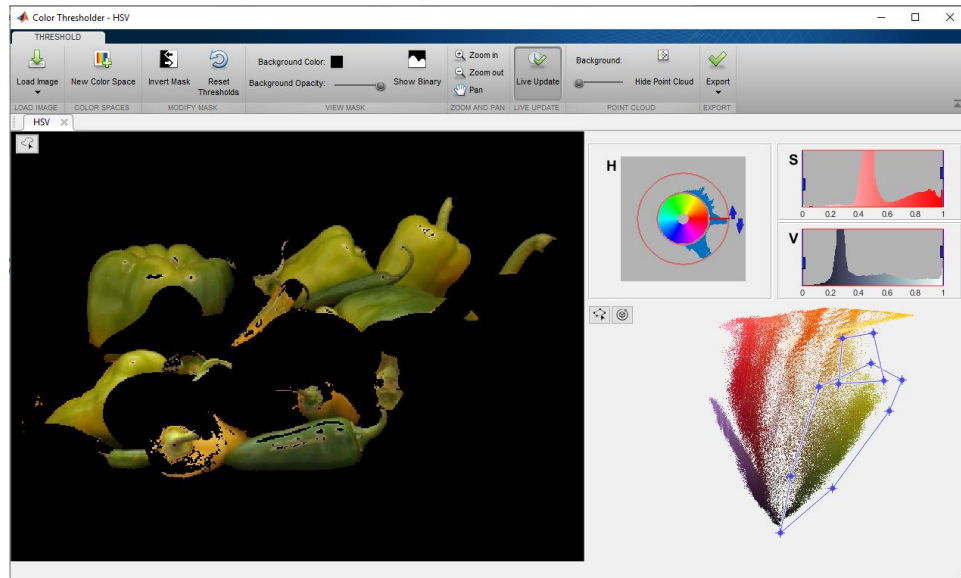 Color Thresholder - HSV
THRESHOLD
Load Image
New Color Space
Invert Mask
Reset
Thresholds
Background Color:
Background Opacity:
Show Binary
Zoom in
Zoom out
Pan
Live Update
Background:
Hide Point Cloud
Export
LOAD IMAGE
COLOR SPACES
MODIFY MASK
VIEW MASK
ZOOM AND PAN
LIVE UPDATE
POINT CLOUD
EXPORT
HSV
H
S
0 0.2 0.4 0.6 0.8 1
V
0 0.2 0.4 0.6 0.8 1